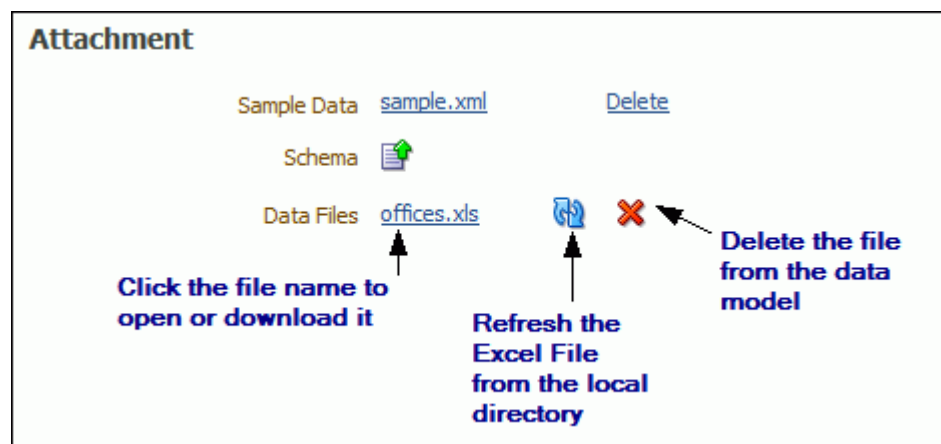 Attachment
Sample Data sample.xml Delete
Schema
Data Files offices.xls
Click the file name to
open or download it
Refresh the
Excel File
from the local
directory
Delete the file
from the data
model